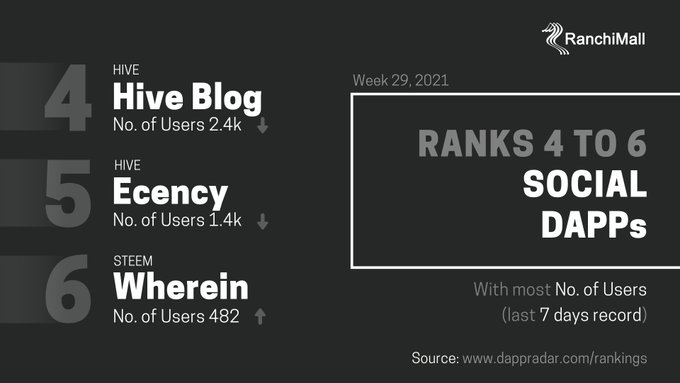 RanchiMall
Week 29, 2021
RANKS 4 TO 6
SOCIAL
DAPPs
4
HIVE
Hive Blog
No. of Users 2.4k
5
HIVE
Ecency
No. of Users 1.4k
6
STEEM
Wherein
No. of Users 482
With most No. of Users
(last 7 days record)
Source: www.dappradar.com/rankings